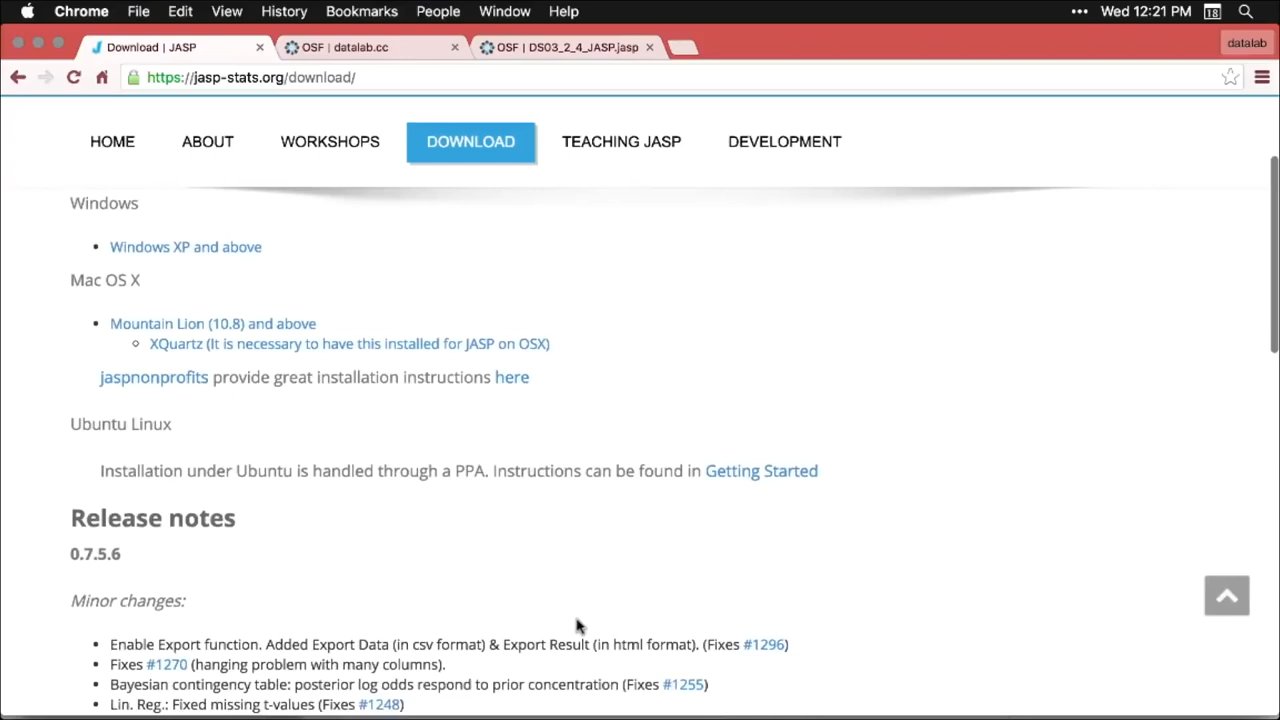 Chrome File Edit View History Bookmarks People Window Help ••• Wed 12:21 PM 18
Download | JASP OSF | datalab.cc OSF | DS03_2_4_JASP.jasp datalab
https://jasp-stats.org/download/
HOME ABOUT WORKSHOPS DOWNLOAD TEACHING JASP DEVELOPMENT
Windows
• Windows XP and above
Mac OS X
• Mountain Lion (10.8) and above
◦ XQuartz (It is necessary to have this installed for JASP on OSX)
jaspnonprofits provide great installation instructions here
Ubuntu Linux
Installation under Ubuntu is handled through a PPA. Instructions can be found in Getting Started
Release notes
0.7.5.6
Minor changes:
• Enable Export function. Added Export Data (in csv format) & Export Result (in html format). (Fixes #1296)
• Fixes #1270 (hanging problem with many columns).
• Bayesian contingency table: posterior log odds respond to prior concentration (Fixes #1255)
• Lin. Reg.: Fixed missing t-values (Fixes #1248)